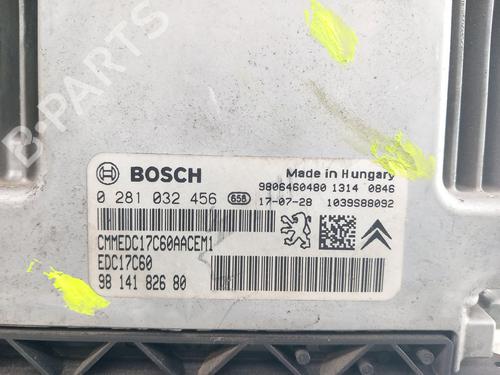 B-PARTS
BOSCH
Made in Hungary
9806460480 1314 0846
0 281 032 456 658 17-07-28 1039S88092
CMMEDC17C60AACEM1
EDC17C60
98 141 826 80